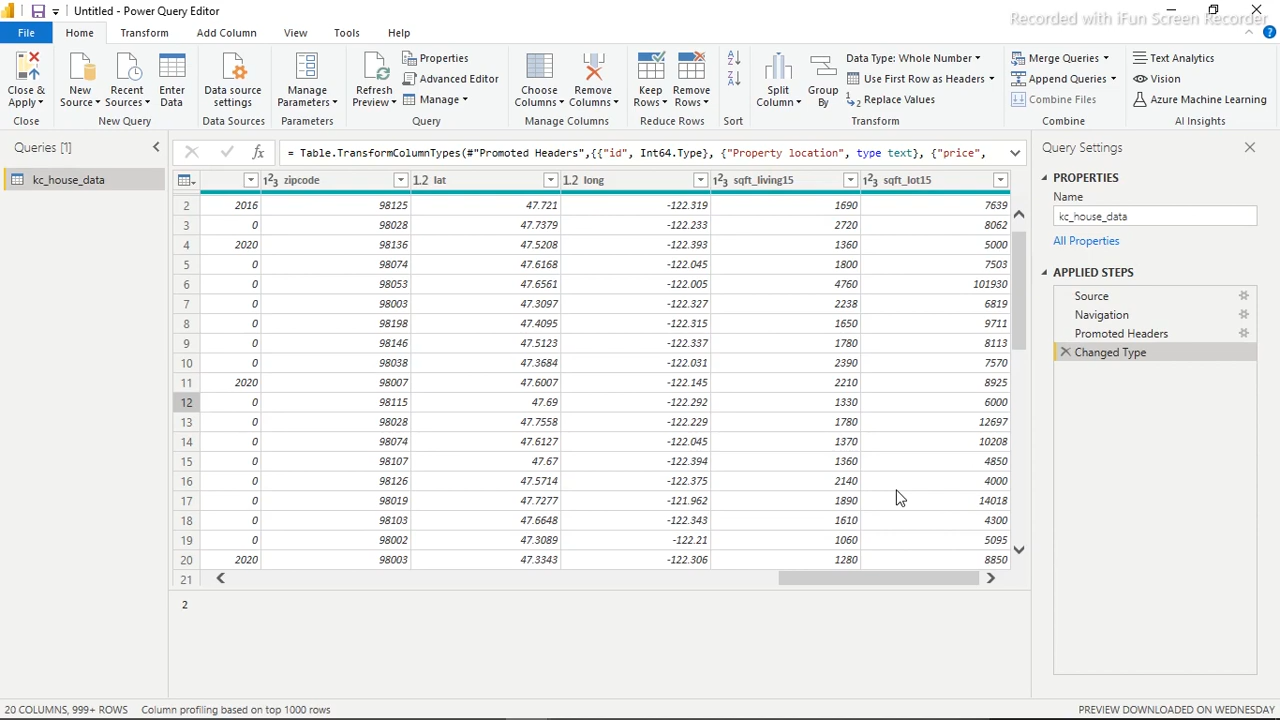 Untitled - Power Query Editor
Recorded with iFun Screen Recorder
File Home Transform Add Column View Tools Help
Close & Apply
New Source
Recent Sources
Enter Data
Data source settings
Manage Parameters
Refresh Preview
Properties
Advanced Editor
Manage
Choose Columns
Remove Columns
Keep Rows
Remove Rows
Split Column
Group By
Data Type: Whole Number
Use First Row as Headers
Replace Values
Merge Queries
Append Queries
Combine Files
Text Analytics
Vision
Azure Machine Learning
Close New Query Data Sources Parameters Query Manage Columns Reduce Rows Sort Transform Combine AI Insights
Queries [1]
kc_house_data
fx = Table.TransformColumnTypes(#"Promoted Headers",{{"id", Int64.Type}, {"Property location", type text}, {"price",
1²3 zipcode 1.2 lat 1.2 long 1²3 sqft_living15 1²3 sqft_lot15
2 2016 98125 47.721 -122.319 1690 7639
3 0 98028 47.7379 -122.233 2720 8062
4 2020 98136 47.5208 -122.393 1360 5000
5 0 98074 47.6168 -122.045 1800 7503
6 0 98053 47.6561 -122.005 4760 101930
7 0 98003 47.3097 -122.327 2238 6819
8 0 98198 47.4095 -122.315 1650 9711
9 0 98146 47.5123 -122.337 1780 8113
10 0 98038 47.3684 -122.031 2390 7570
11 2020 98007 47.6007 -122.145 2210 8925
12 0 98115 47.69 -122.292 1330 6000
13 0 98028 47.7558 -122.229 1780 12697
14 0 98074 47.6127 -122.045 1370 10208
15 0 98107 47.67 -122.394 1360 4850
16 0 98126 47.5714 -122.375 2140 4000
17 0 98019 47.7277 -121.962 1890 14018
18 0 98103 47.6648 -122.343 1610 4300
19 0 98002 47.3089 -122.21 1060 5095
20 2020 98003 47.3343 -122.306 1280 8850
21
2
Query Settings
PROPERTIES
Name
kc_house_data
All Properties
APPLIED STEPS
Source
Navigation
Promoted Headers
Changed Type
20 COLUMNS, 999+ ROWS Column profiling based on top 1000 rows PREVIEW DOWNLOADED ON WEDNESDAY